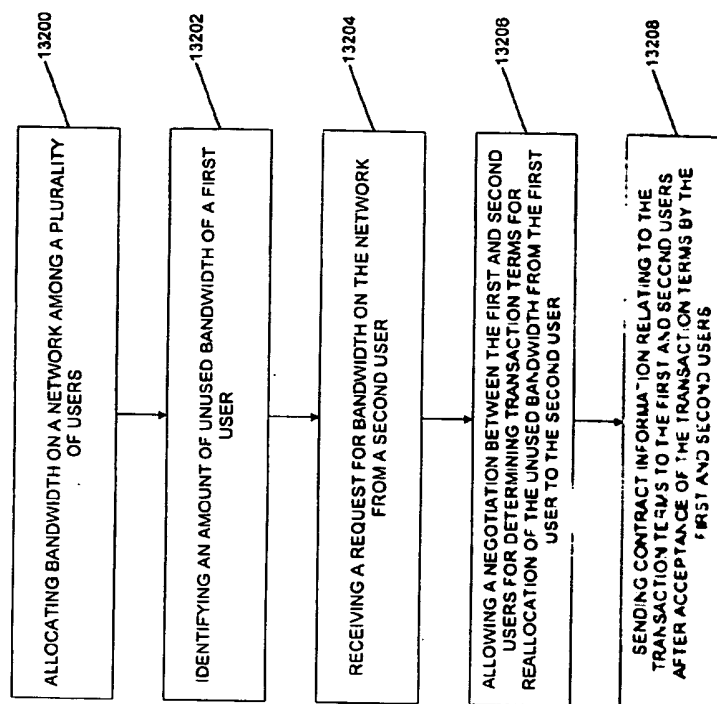 13200
ALLOCATING BANDWIDTH ON A NETWORK AMONG A PLURALITY
OF USERS
13202
IDENTIFYING AN AMOUNT OF UNUSED BANDWIDTH OF A FIRST
USER
13204
RECEIVING A REQUEST FOR BANDWIDTH ON THE NETWORK
FROM A SECOND USER
13206
ALLOWING A NEGOTIATION BETWEEN THE FIRST AND SECOND
USERS FOR DETERMINING TRANSACTION TERMS FOR
REALLOCATION OF THE UNUSED BANDWIDTH FROM THE FIRST
USER TO THE SECOND USER
13208
SENDING CONTRACT INFORMATION RELATING TO THE
TRANSACTION TERMS TO THE FIRST AND SECOND USERS
AFTER ACCEPTANCE OF THE TRANSACTION TERMS BY THE
FIRST AND SECOND USERS